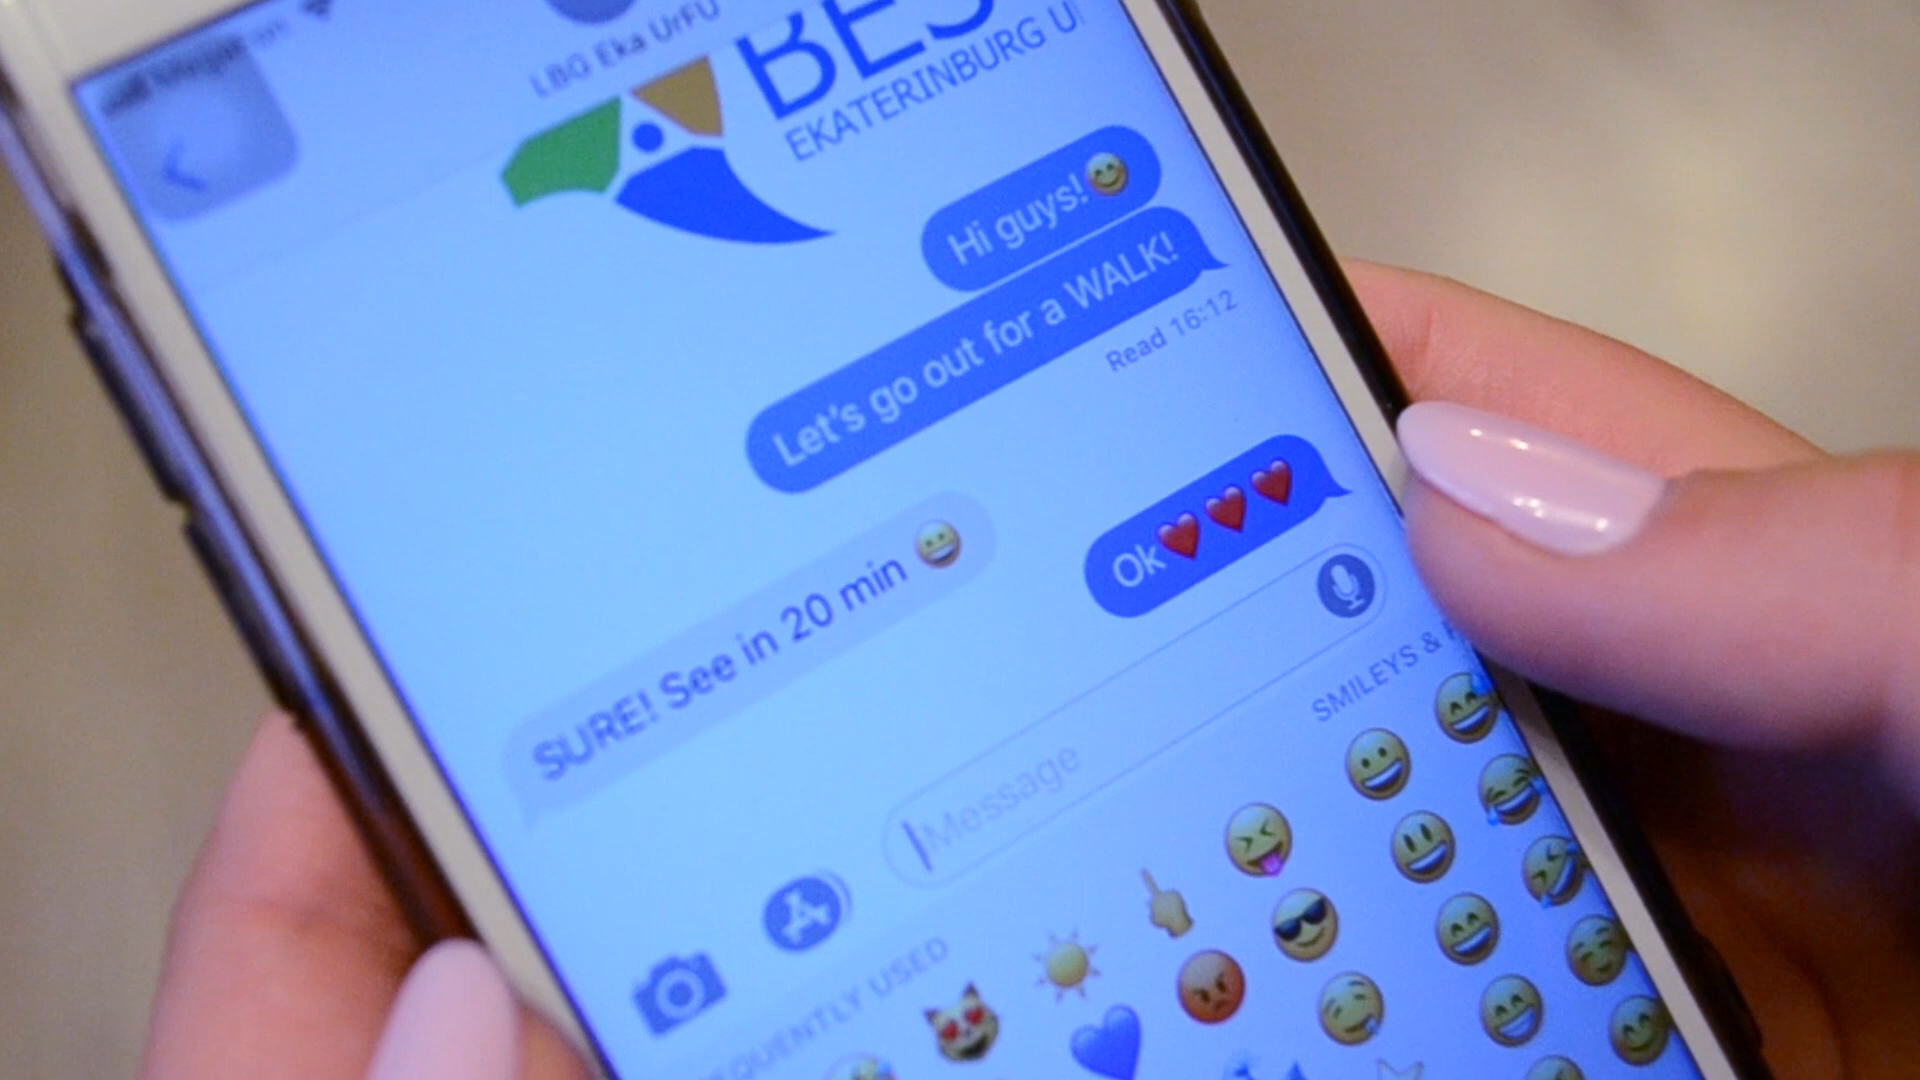 LBG Eka UrFU
BES
EKATERINBURG U
Hi guys!😊
Let's go out for a WALK!
Read 16:12
SURE! See in 20 min 😀
Ok❤️❤️❤️
Message
SMILEYS &
EQUENTLY USED